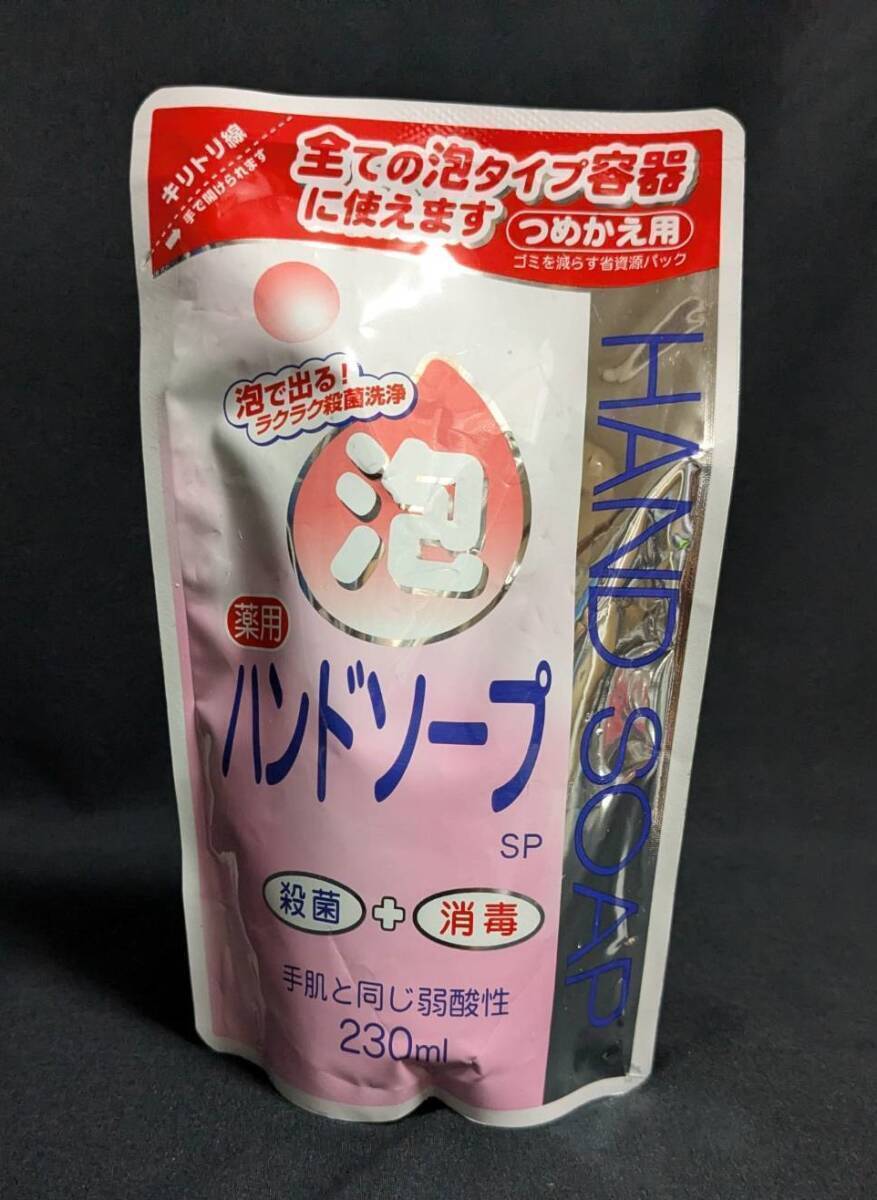 キリトリ線
手で開けられます
全ての泡タイプ容器
に使えます
つめかえ用
ゴミを減らす省資源パック
泡で出る!
ラクラク殺菌洗浄
泡
薬用
ハンドソープ
SP
殺菌 + 消毒
手肌と同じ弱酸性
230ml
HAND SOAP